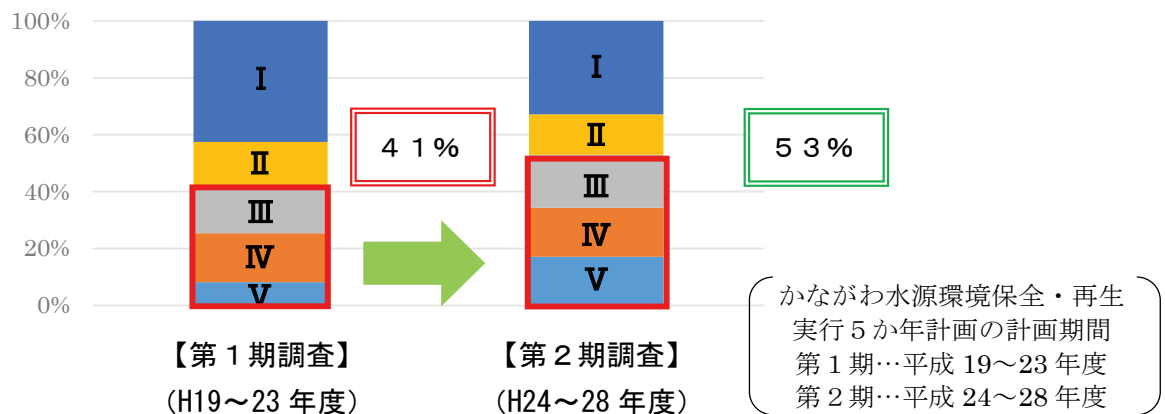 100%
80%
60%
40%
20%
0%
Ⅰ
Ⅱ
Ⅲ
Ⅳ
Ⅴ
４１％
Ⅰ
Ⅱ
Ⅲ
Ⅳ
Ⅴ
５３％
【第１期調査】
(H19～23 年度)
【第２期調査】
(H24～28 年度)
かながわ水源環境保全・再生
実行５か年計画の計画期間
第１期…平成 19～23 年度
第２期…平成 24～28 年度